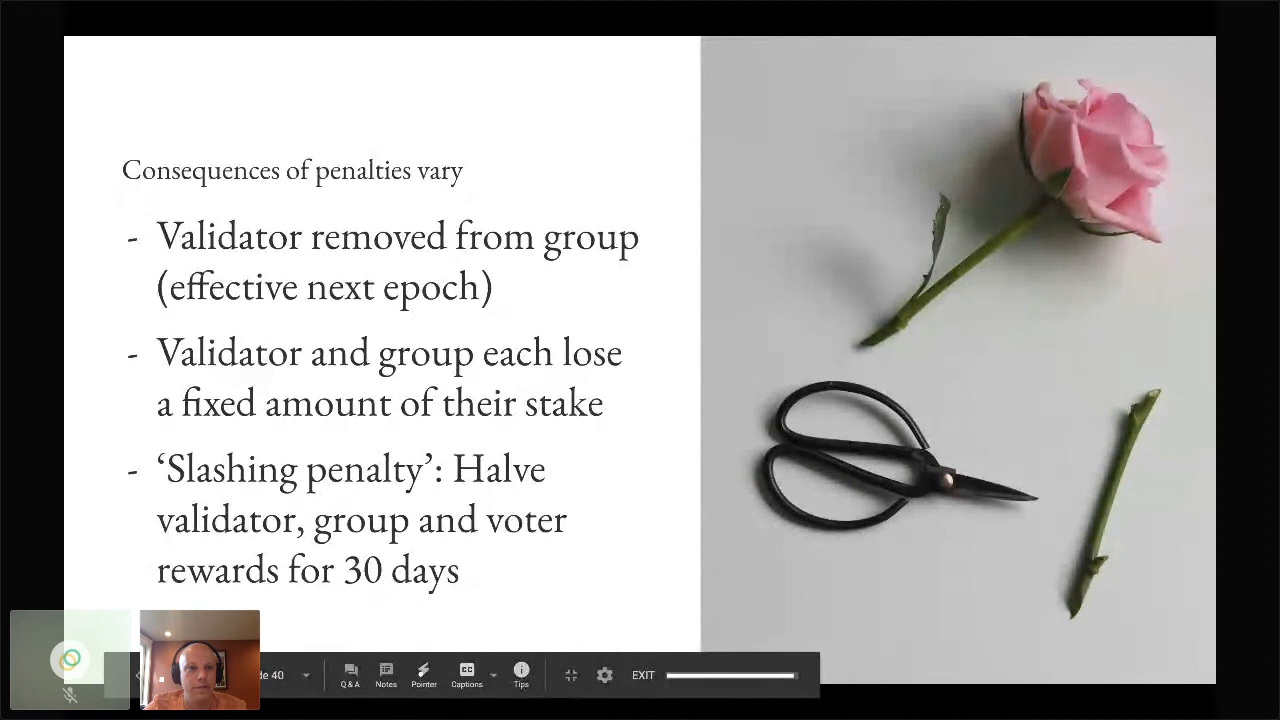 Consequences of penalties vary
- Validator removed from group
(effective next epoch)
- Validator and group each lose
a fixed amount of their stake
- ‘Slashing penalty’: Halve
validator, group and voter
rewards for 30 days
de 40
Q & A
Notes
Pointer
CC
Captions
Tips
EXIT